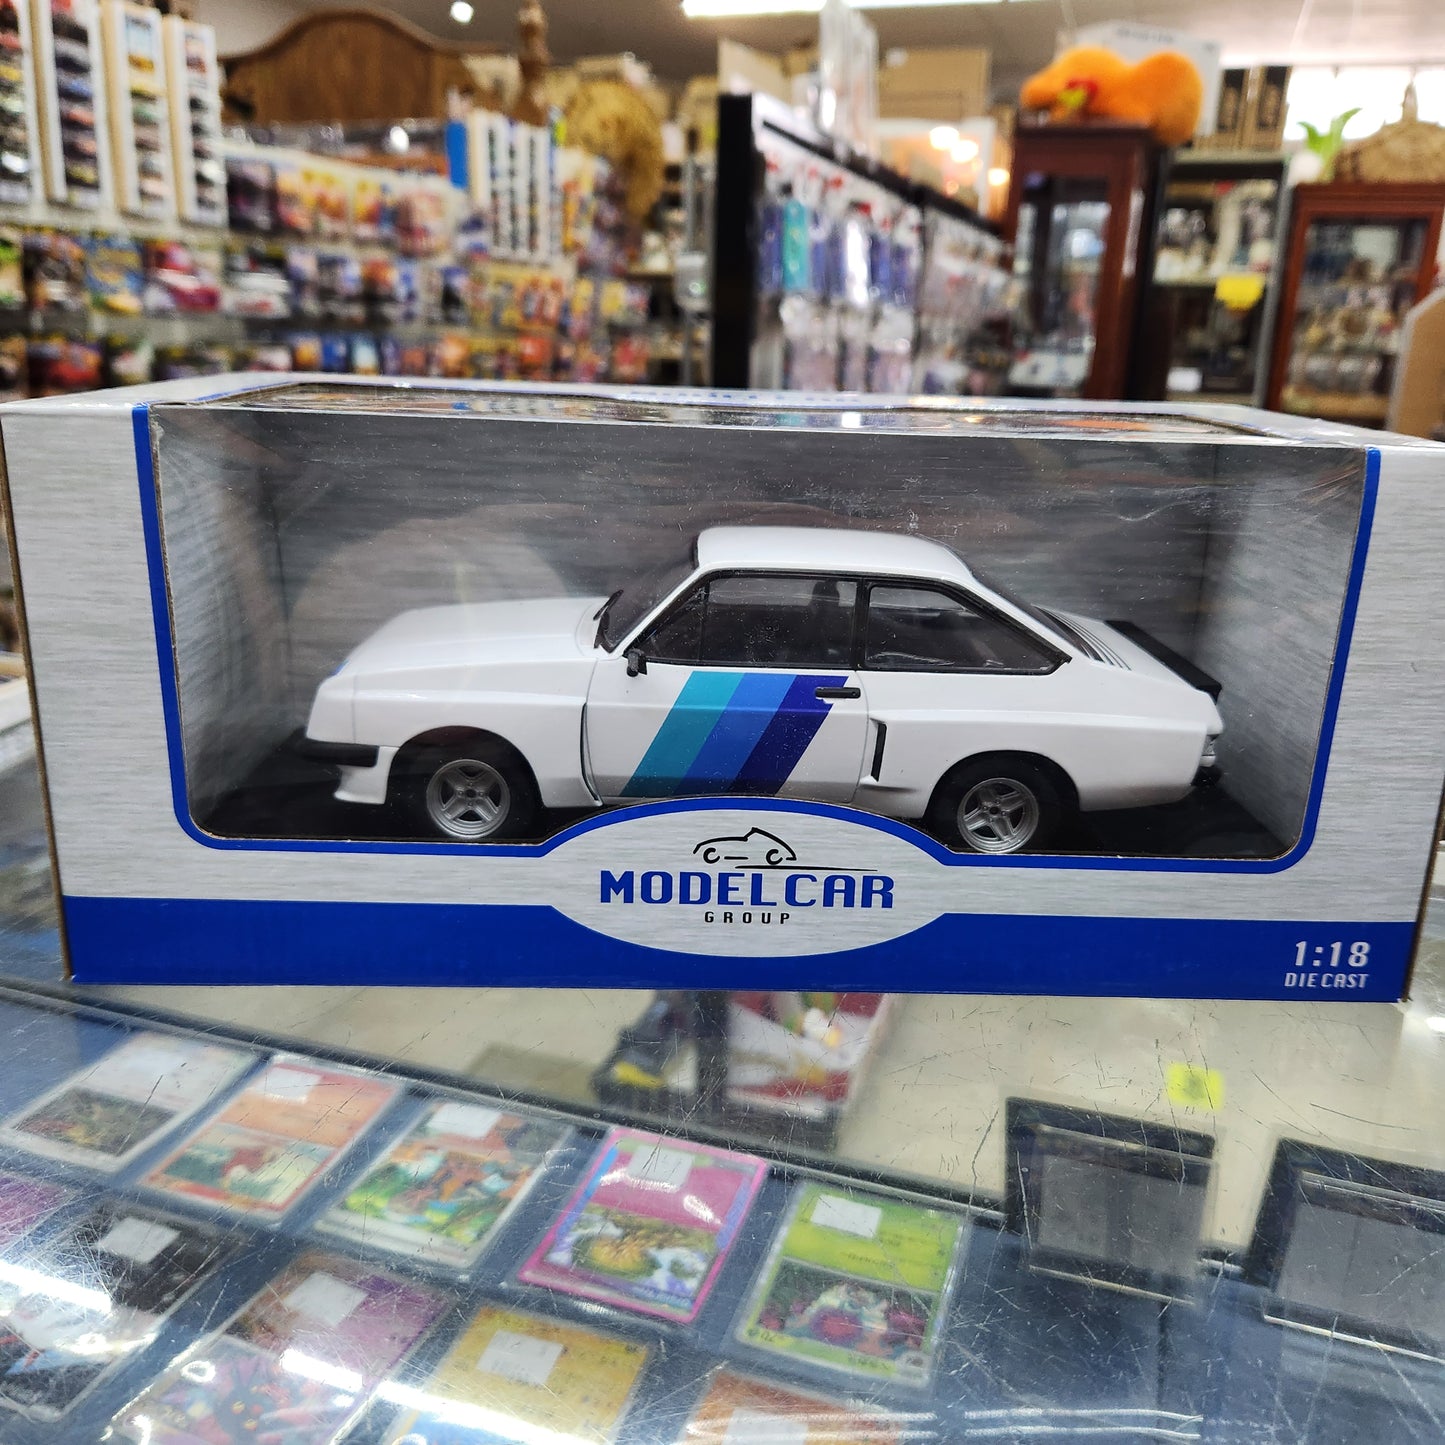 MODELCAR
GROUP
1:18
DIE CAST